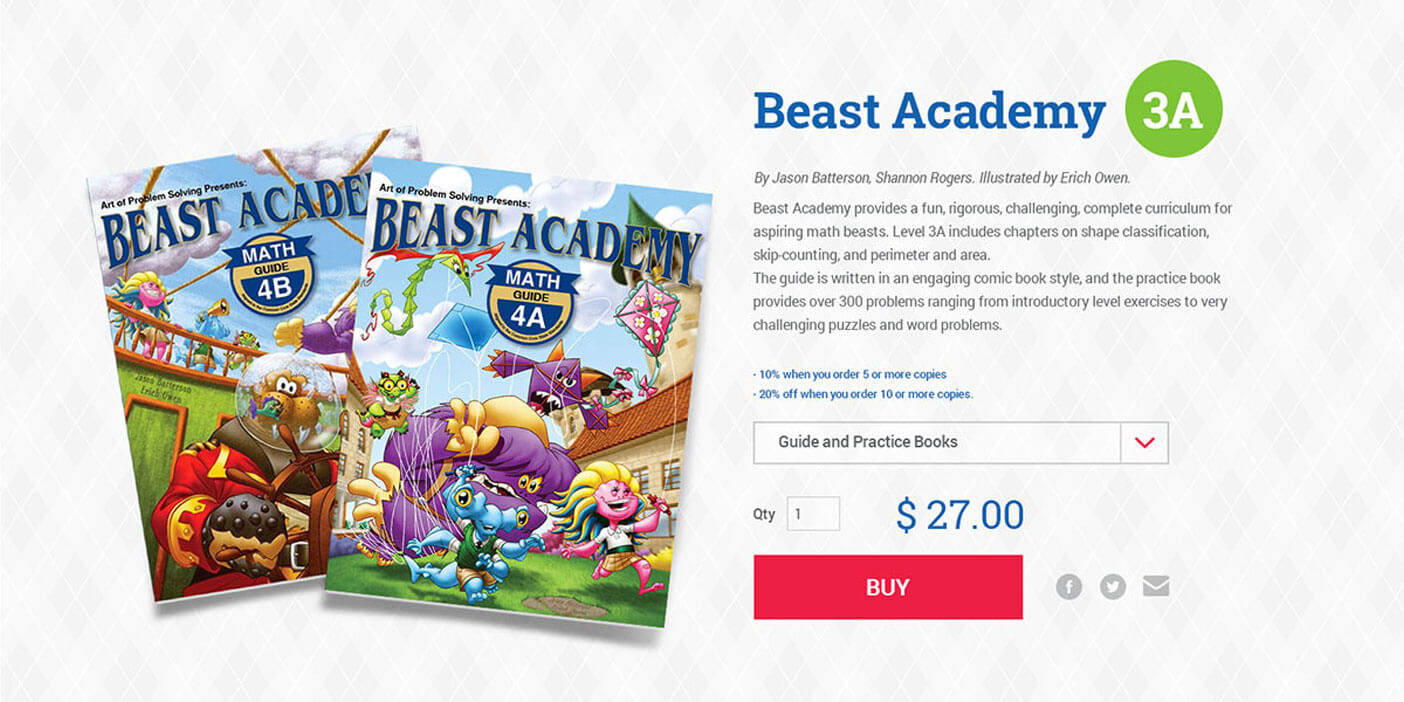 Beast Academy 3A
By Jason Batterson, Shannon Rogers. Illustrated by Erich Owen.
Beast Academy provides a fun, rigorous, challenging, complete curriculum for
aspiring math beasts. Level 3A includes chapters on shape classification,
skip-counting, and perimeter and area.
The guide is written in an engaging comic book style, and the practice book
provides over 300 problems ranging from introductory level exercises to very
challenging puzzles and word problems.
· 10% when you order 5 or more copies
· 20% off when you order 10 or more copies.
Guide and Practice Books
Qty 1 $ 27.00
BUY
Art of Problem Solving Presents:
BEAST ACADE
MATH
GUIDE
4B
Jason Batterson
Erich Owen
Art of Problem Solving Presents:
BEAST ACADEMY
MATH
GUIDE
4A